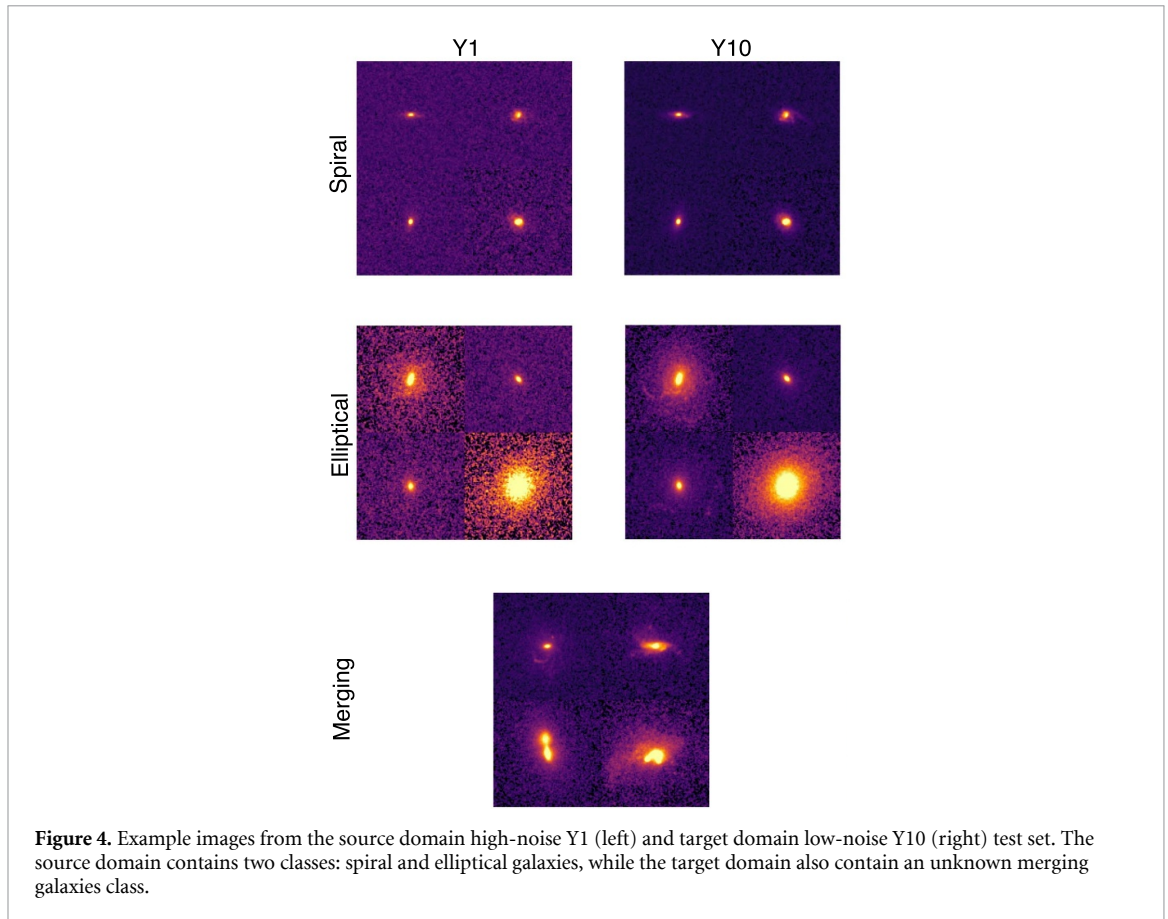 Y1
Y10
Spiral
Elliptical
Merging
Figure 4. Example images from the source domain high-noise Y1 (left) and target domain low-noise Y10 (right) test set. The
source domain contains two classes: spiral and elliptical galaxies, while the target domain also contain an unknown merging
galaxies class.